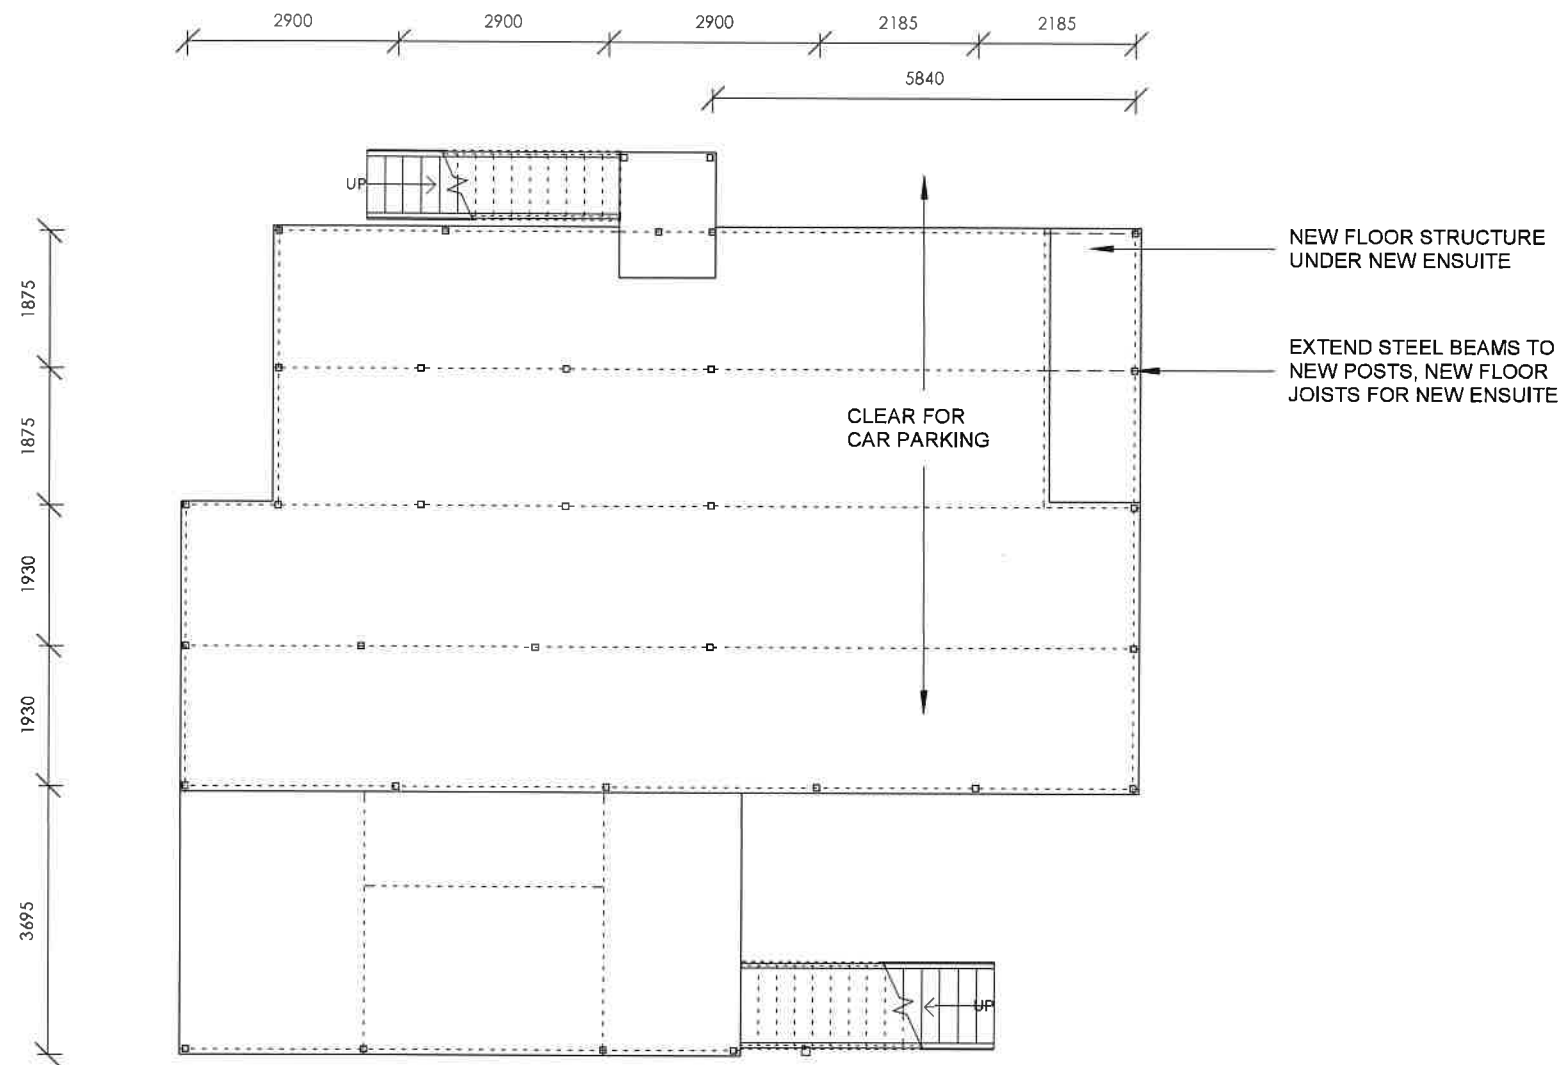 2900
2900
2900
2185
2185
5840
UP
NEW FLOOR STRUCTURE
UNDER NEW ENSUITE
1875
EXTEND STEEL BEAMS TO
NEW POSTS, NEW FLOOR
JOISTS FOR NEW ENSUITE
CLEAR FOR
CAR PARKING
1875
1930
1930
3695
UP